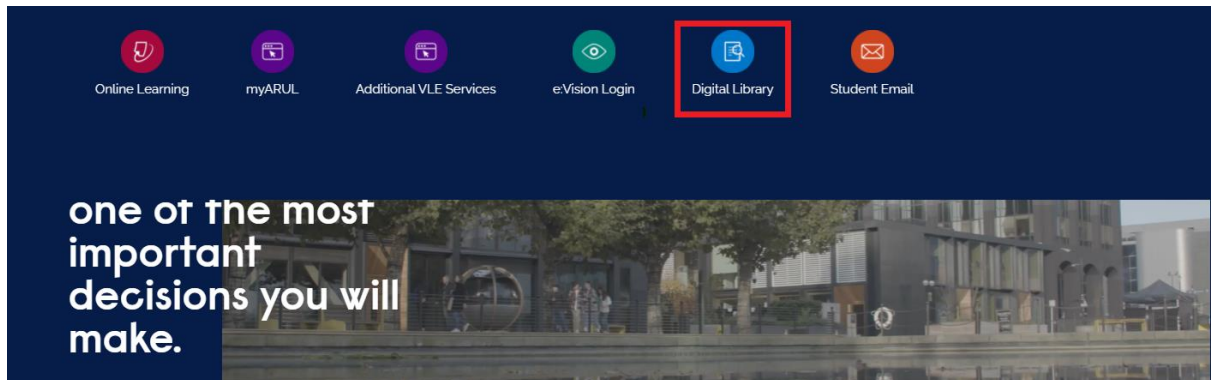 Online Learning
myARUL
Additional VLE Services
e:Vision Login
Digital Library
Student Email
one of the most
important
decisions you will
make.